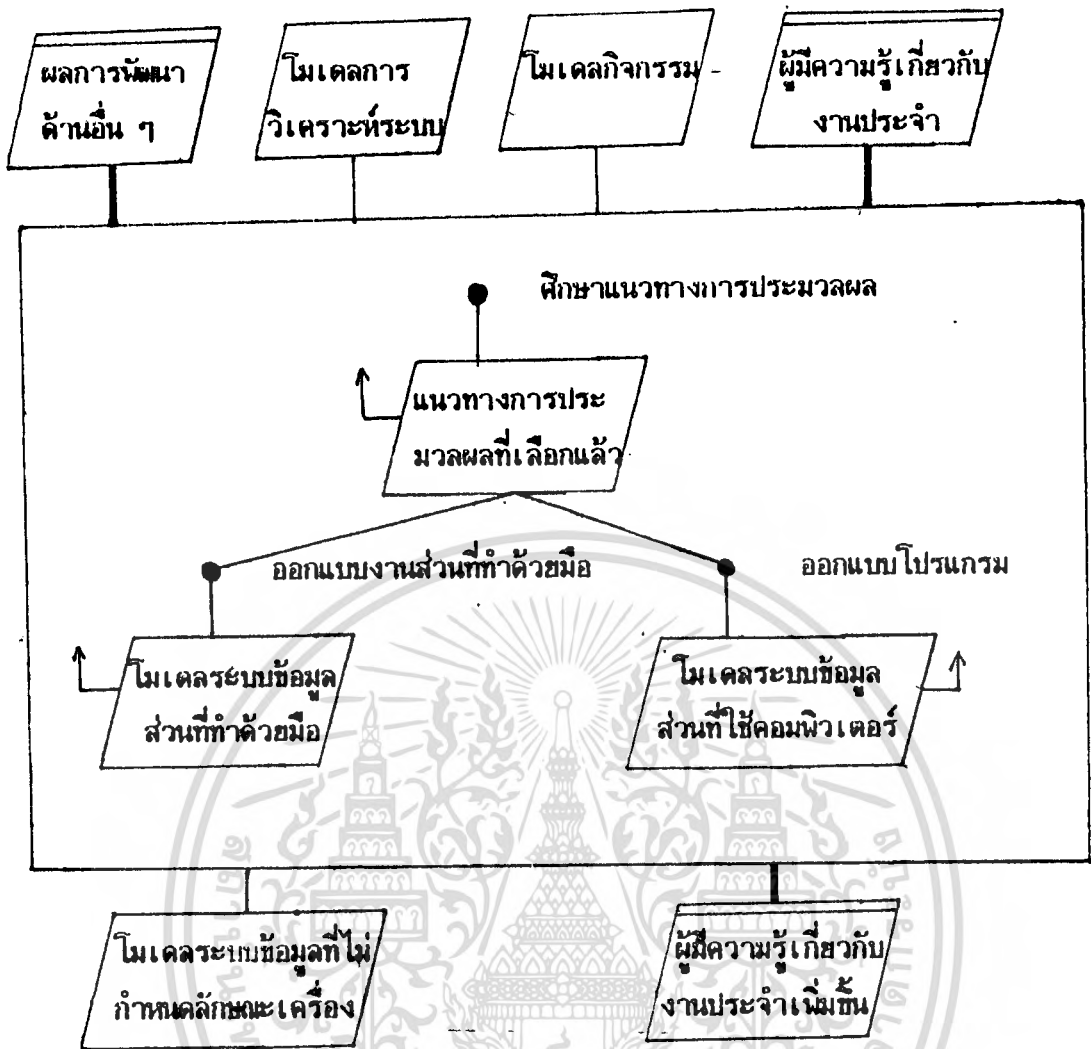 ผลการพัฒนา
ด้านอื่น ๆ
โมเดลการ
วิเคราะห์ระบบ
โมเดลกิจกรรม
ผู้มีความรู้เกี่ยวกับ
งานประจำ
ศึกษาแนวทางการประมวลผล
แนวทางการประ
มวลผลที่เลือกแล้ว
ออกแบบงานส่วนที่ทำด้วยมือ
ออกแบบโปรแกรม
โมเดลระบบข้อมูล
ส่วนที่ทำด้วยมือ
โมเดลระบบข้อมูล
ส่วนที่ใช้คอมพิวเตอร์
โมเดลระบบข้อมูลที่ไม่
กำหนดลักษณะเครื่อง
ผู้มีความรู้เกี่ยวกับ
งานประจำเพิ่มขึ้น